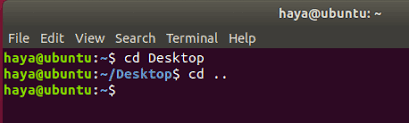 haya@ubuntu: ~
File Edit View Search Terminal Help
haya@ubuntu:~$ cd Desktop
haya@ubuntu:~/Desktop$ cd ..
haya@ubuntu:~$